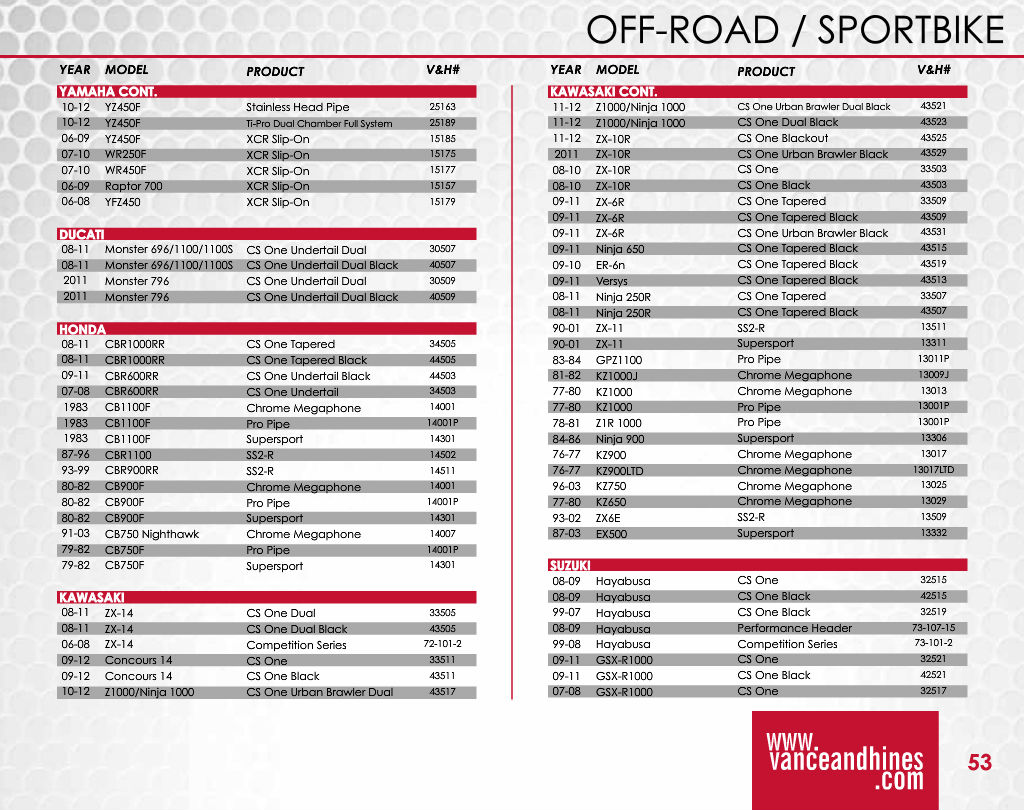 OFF-ROAD / SPORTBIKE
YEAR MODEL PRODUCT V&H#
YAMAHA CONT.
10-12 YZ450F Stainless Head Pipe 25163
10-12 YZ450F Ti-Pro Dual Chamber Full System 25189
06-09 YZ450F XCR Slip-On 15185
07-10 WR250F XCR Slip-On 15175
07-10 WR450F XCR Slip-On 15177
06-09 Raptor 700 XCR Slip-On 15157
06-08 YFZ450 XCR Slip-On 15179
DUCATI
08-11 Monster 696/1100/1100S CS One Undertail Dual 30507
08-11 Monster 696/1100/1100S CS One Undertail Dual Black 40507
2011 Monster 796 CS One Undertail Dual 30509
2011 Monster 796 CS One Undertail Dual Black 40509
HONDA
08-11 CBR1000RR CS One Tapered 34505
08-11 CBR1000RR CS One Tapered Black 44505
09-11 CBR600RR CS One Undertail Black 44503
07-08 CBR600RR CS One Undertail 34503
1983 CB1100F Chrome Megaphone 14001
1983 CB1100F Pro Pipe 14001P
1983 CB1100F Supersport 14301
87-96 CBR1100 SS2-R 14502
93-99 CBR900RR SS2-R 14511
80-82 CB900F Chrome Megaphone 14001
80-82 CB900F Pro Pipe 14001P
80-82 CB900F Supersport 14301
91-03 CB750 Nighthawk Chrome Megaphone 14007
79-82 CB750F Pro Pipe 14001P
79-82 CB750F Supersport 14301
KAWASAKI
08-11 ZX-14 CS One Dual 33505
08-11 ZX-14 CS One Dual Black 43505
06-08 ZX-14 Competition Series 72-101-2
09-12 Concours 14 CS One 33511
09-12 Concours 14 CS One Black 43511
10-12 Z1000/Ninja 1000 CS One Urban Brawler Dual 43517
YEAR MODEL PRODUCT V&H#
KAWASAKI CONT.
11-12 Z1000/Ninja 1000 CS One Urban Brawler Dual Black 43521
11-12 Z1000/Ninja 1000 CS One Dual Black 43523
11-12 ZX-10R CS One Blackout 43525
2011 ZX-10R CS One Urban Brawler Black 43529
08-10 ZX-10R CS One 33503
08-10 ZX-10R CS One Black 43503
09-11 ZX-6R CS One Tapered 33509
09-11 ZX-6R CS One Tapered Black 43509
09-11 ZX-6R CS One Urban Brawler Black 43531
09-11 Ninja 650 CS One Tapered Black 43515
09-10 ER-6n CS One Tapered Black 43519
09-11 Versys CS One Tapered Black 43513
08-11 Ninja 250R CS One Tapered 33507
08-11 Ninja 250R CS One Tapered Black 43507
90-01 ZX-11 SS2-R 13511
90-01 ZX-11 Supersport 13311
83-84 GPZ1100 Pro Pipe 13011P
81-82 KZ1000J Chrome Megaphone 13009J
77-80 KZ1000 Chrome Megaphone 13013
77-80 KZ1000 Pro Pipe 13001P
78-81 Z1R 1000 Pro Pipe 13001P
84-86 Ninja 900 Supersport 13306
76-77 KZ900 Chrome Megaphone 13017
76-77 KZ900LTD Chrome Megaphone 13017LTD
96-03 KZ750 Chrome Megaphone 13025
77-80 KZ650 Chrome Megaphone 13029
93-02 ZX6E SS2-R 13509
87-03 EX500 Supersport 13332
SUZUKI
08-09 Hayabusa CS One 32515
08-09 Hayabusa CS One Black 42515
99-07 Hayabusa CS One Black 32519
08-09 Hayabusa Performance Header 73-107-15
99-08 Hayabusa Competition Series 73-101-2
09-11 GSX-R1000 CS One 32521
09-11 GSX-R1000 CS One Black 42521
07-08 GSX-R1000 CS One 32517
www.
vanceandhines
.com
53